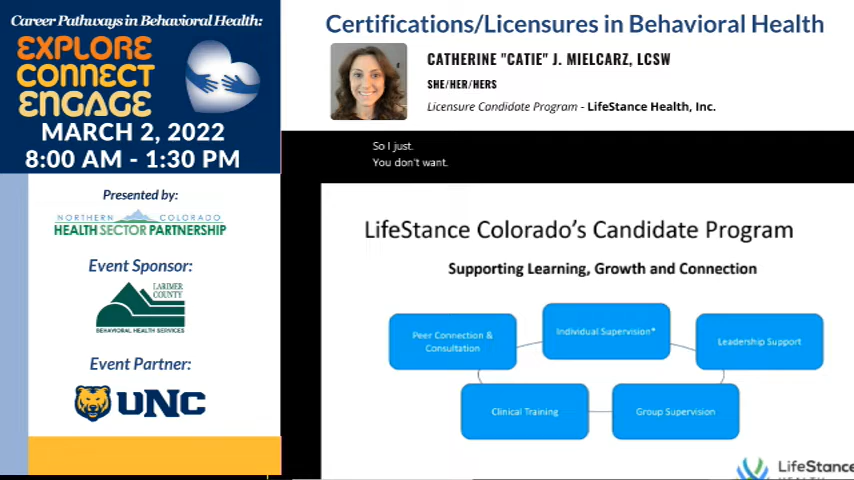 Career Pathways in Behavioral Health:
EXPLORE
CONNECT
ENGAGE
MARCH 2, 2022
8:00 AM - 1:30 PM
Presented by:
NORTHERN COLORADO
HEALTH SECTOR PARTNERSHIP
Event Sponsor:
LARIMER
COUNTY
BEHAVIORAL HEALTH SERVICES
Event Partner:
UNC
Certifications/Licensures in Behavioral Health
CATHERINE "CATIE" J. MIELCARZ, LCSW
SHE/HER/HERS
Licensure Candidate Program - LifeStance Health, Inc.
So I just.
You don't want.
LifeStance Colorado's Candidate Program
Supporting Learning, Growth and Connection
Peer Connection &
Consultation
Individual Supervision*
Leadership Support
Clinical Training
Group Supervision
LifeStance
HEALTH